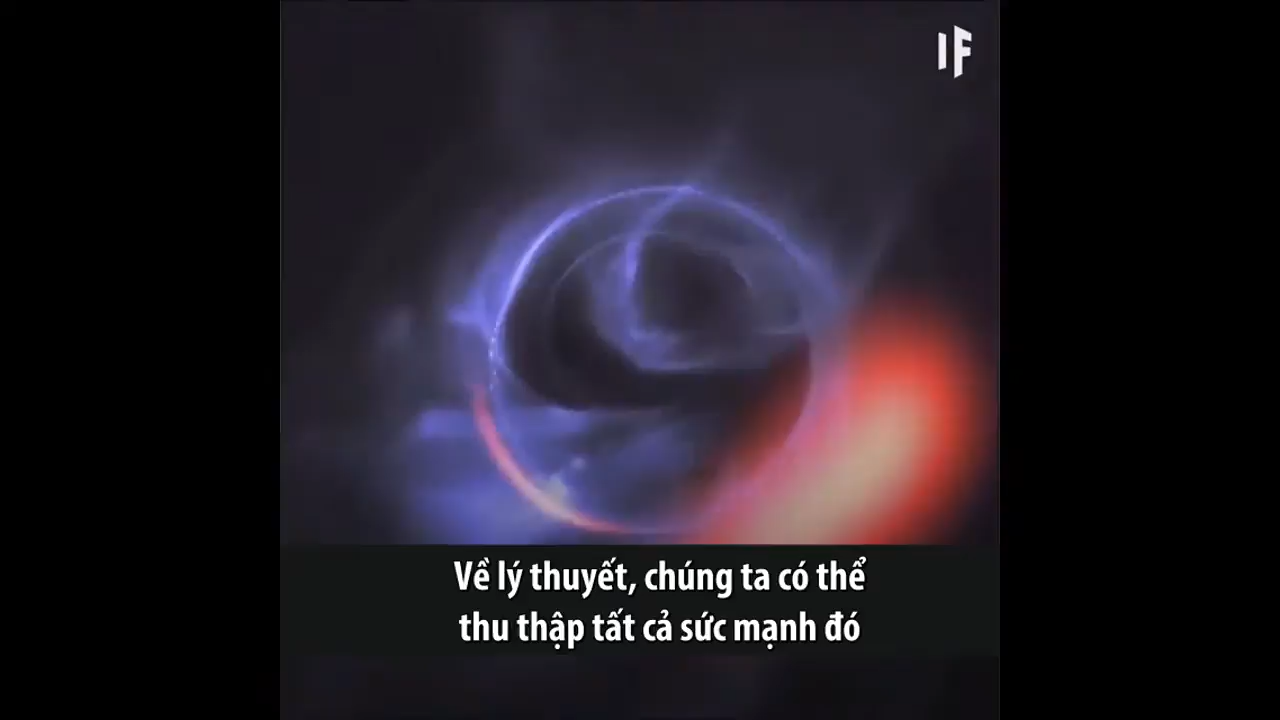 IF
Về lý thuyết, chúng ta có thể
thu thập tất cả sức mạnh đó